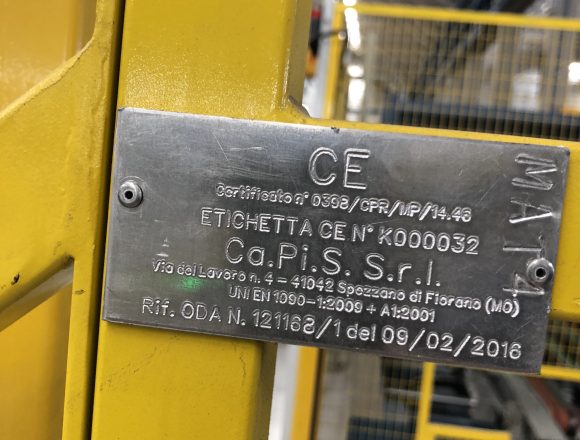 CE
Certificato n° 0398/CPR/MP/14.46
ETICHETTA CE N° K000032
Ca.Pi.S. S.r.l.
Via del Lavoro n. 4 – 41042 Spezzano di Fiorano (MO)
UNI EN 1090-1:2009 + A1:2001
Rif. ODA N. 121168/1 del 09/02/2016
MAT4